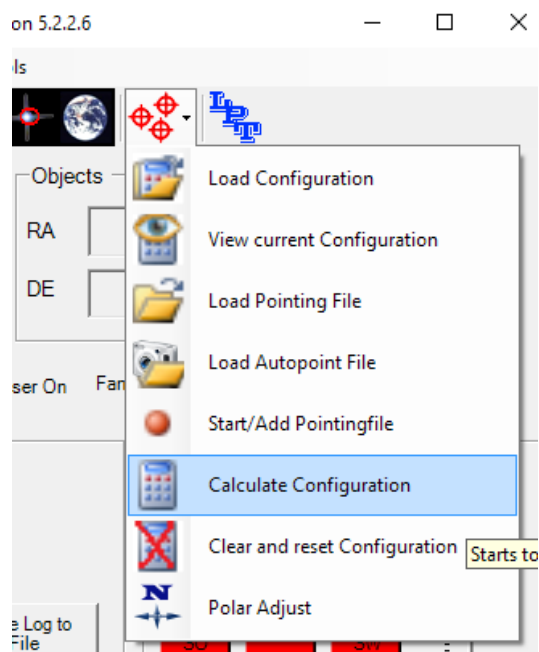 on 5.2.2.6
ls
LPT
Objects
RA
DE
ser On Fan
Load Configuration
View current Configuration
Load Pointing File
Load Autopoint File
Start/Add Pointingfile
Calculate Configuration
Clear and reset Configuration
Starts to
N
Polar Adjust
e Log to
File
SO
SW